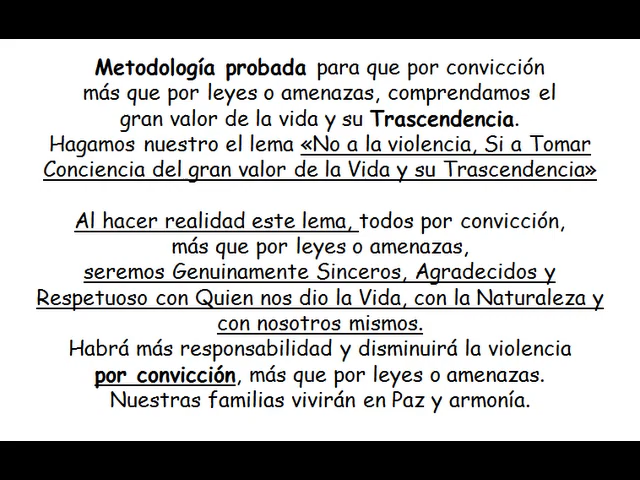 Metodología probada para que por convicción
más que por leyes o amenazas, comprendamos el
gran valor de la vida y su Trascendencia.
Hagamos nuestro el lema «No a la violencia, Si a Tomar
Conciencia del gran valor de la Vida y su Trascendencia»
Al hacer realidad este lema, todos por convicción,
más que por leyes o amenazas,
seremos Genuinamente Sinceros, Agradecidos y
Respetuoso con Quien nos dio la Vida, con la Naturaleza y
con nosotros mismos.
Habrá más responsabilidad y disminuirá la violencia
por convicción, más que por leyes o amenazas.
Nuestras familias vivirán en Paz y armonía.